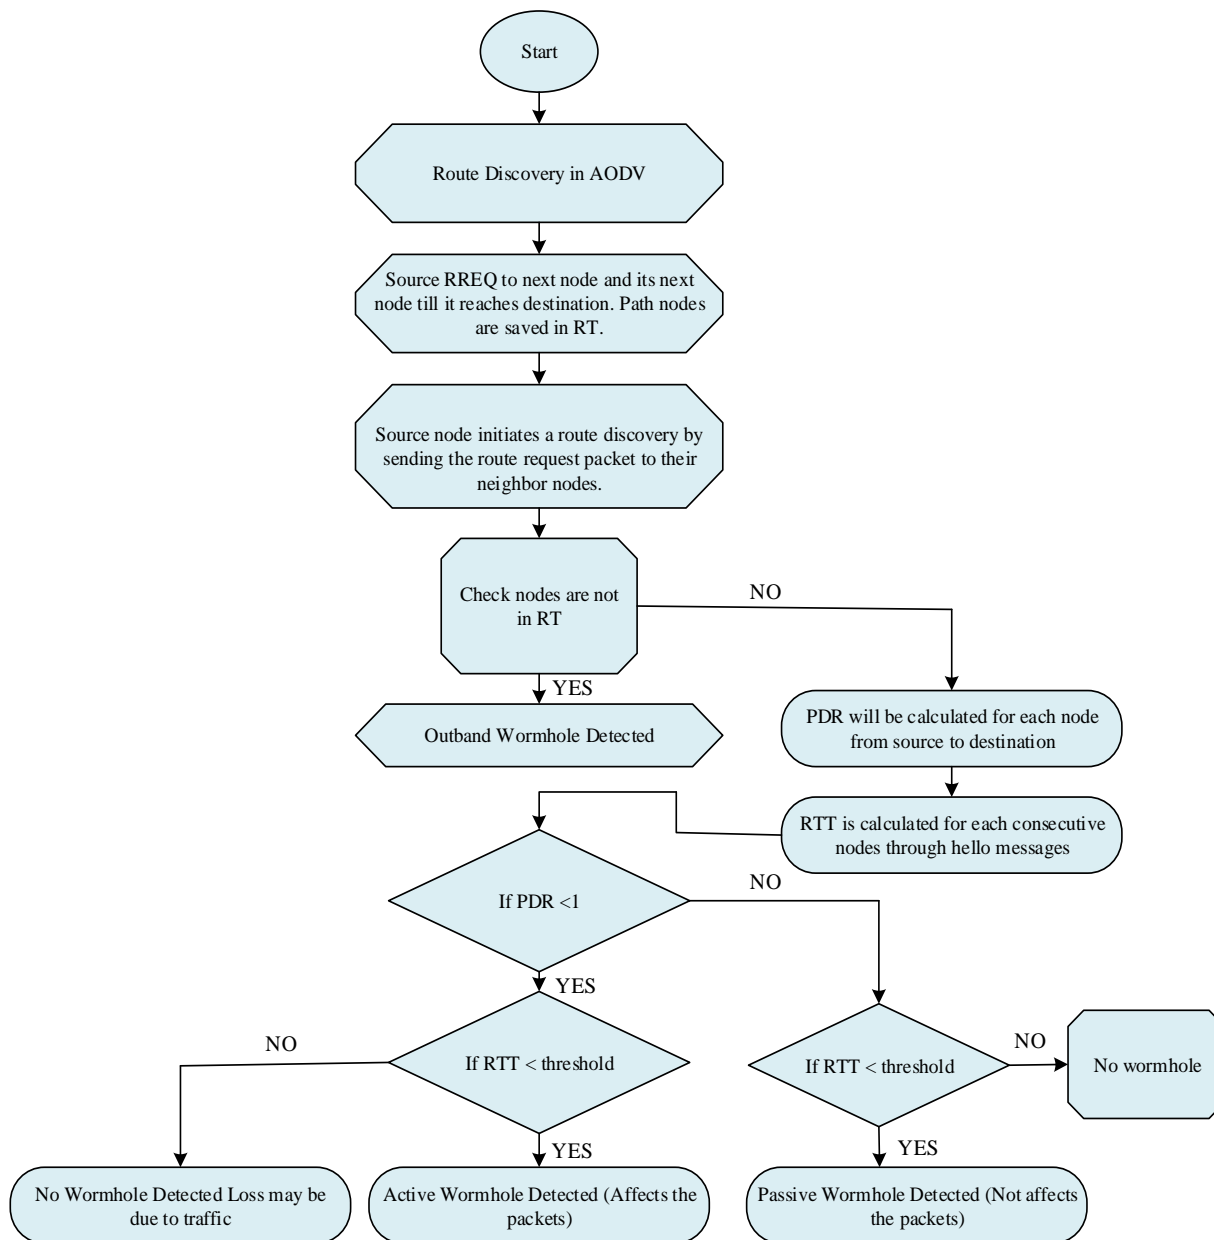 Start
Route Discovery in AODV
Source RREQ to next node and its next
node till it reaches destination. Path nodes
are saved in RT.
Source node initiates a route discovery by
sending the route request packet to their
neighbor nodes.
Check nodes are not
in RT
NO
YES
Outband Wormhole Detected
PDR will be calculated for each node
from source to destination
RTT is calculated for each consecutive
nodes through hello messages
If PDR <1
NO
YES
If RTT < threshold
NO
YES
If RTT < threshold
NO
No wormhole
YES
No Wormhole Detected Loss may be
due to traffic
Active Wormhole Detected (Affects the
packets)
Passive Wormhole Detected (Not affects
the packets)